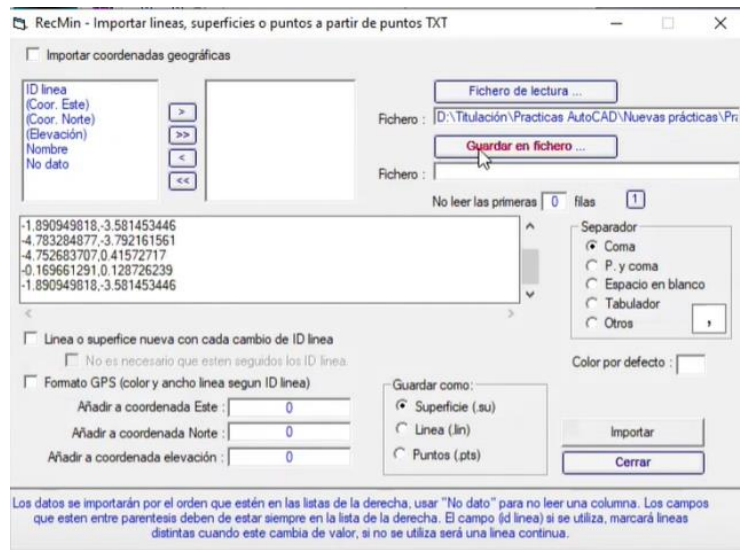 RecMin - Importar lineas, superficies o puntos a partir de puntos TXT
Importar coordenadas geográficas
ID linea
(Coor. Este)
(Coor. Norte)
(Elevación)
Nombre
No dato
>
>>
<
<<
Fichero de lectura ...
Fichero : D:\Titulación\Practicas AutoCAD\Nuevas prácticas\Pra
Guardar en fichero ...
Fichero :
No leer las primeras 0 filas 1
-1.890949818,-3.581453446
-4.783284877,-3.792161561
-4.752683707,0.41572717
-0.169661291,0.128726239
-1.890949818,-3.581453446
Separador
Coma
P. y coma
Espacio en blanco
Tabulador
Otros ,
Linea o superfice nueva con cada cambio de ID linea
No es necesario que esten seguidos los ID linea
Formato GPS (color y ancho linea segun ID linea)
Añadir a coordenada Este : 0
Añadir a coordenada Norte : 0
Añadir a coordenada elevación : 0
Guardar como:
Superficie (.su)
Linea (.lin)
Puntos (.pts)
Color por defecto :
Importar
Cerrar
Los datos se importarán por el orden que estén en las listas de la derecha, usar "No dato" para no leer una columna. Los campos
que esten entre parentesis deben de estar siempre en la lista de la derecha. El campo (id linea) si se utiliza, marcará lineas
distintas cuando este cambia de valor, si no se utiliza será una linea continua.